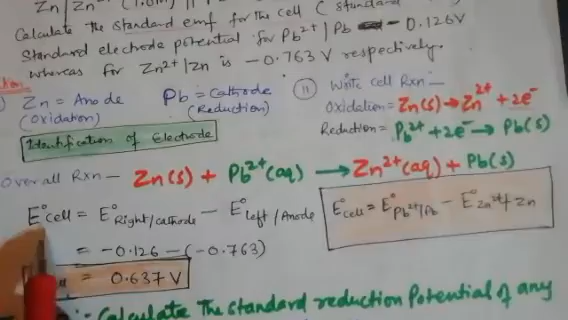 Zn | Zn²⁺ (1.0M) ||
Calculate the standard emf for the cell (standard
Standard electrode potential for Pb²⁺ | Pb - 0.126V
whereas for Zn²⁺/Zn is -0.763 V respectively.
Zn = Anode Pb = Cathode
(Oxidation) (Reduction)
Identification of Electrode
(ii) Write Cell Rxn -
Oxidation = Zn(s) → Zn²⁺ + 2e⁻
Reduction = Pb²⁺ + 2e⁻ → Pb(s)
Overall Rxn - Zn(s) + Pb²⁺(aq) → Zn²⁺(aq) + Pb(s)
E°cell = E°Right/cathode - E°left/Anode
E°cell = E°Pb²⁺/Pb - E°Zn²⁺/Zn
= -0.126 - (-0.763)
= 0.637 V
:- Calculate The standard reduction Potential of any